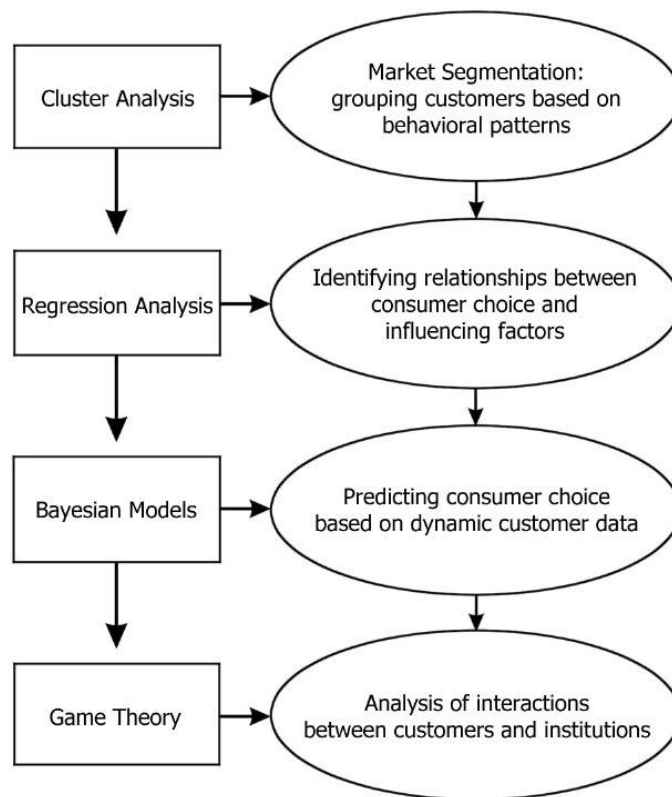 Cluster Analysis
Market Segmentation:
grouping customers based on
behavioral patterns
Regression Analysis
Identifying relationships between
consumer choice and
influencing factors
Bayesian Models
Predicting consumer choice
based on dynamic customer data
Game Theory
Analysis of interactions
between customers and institutions